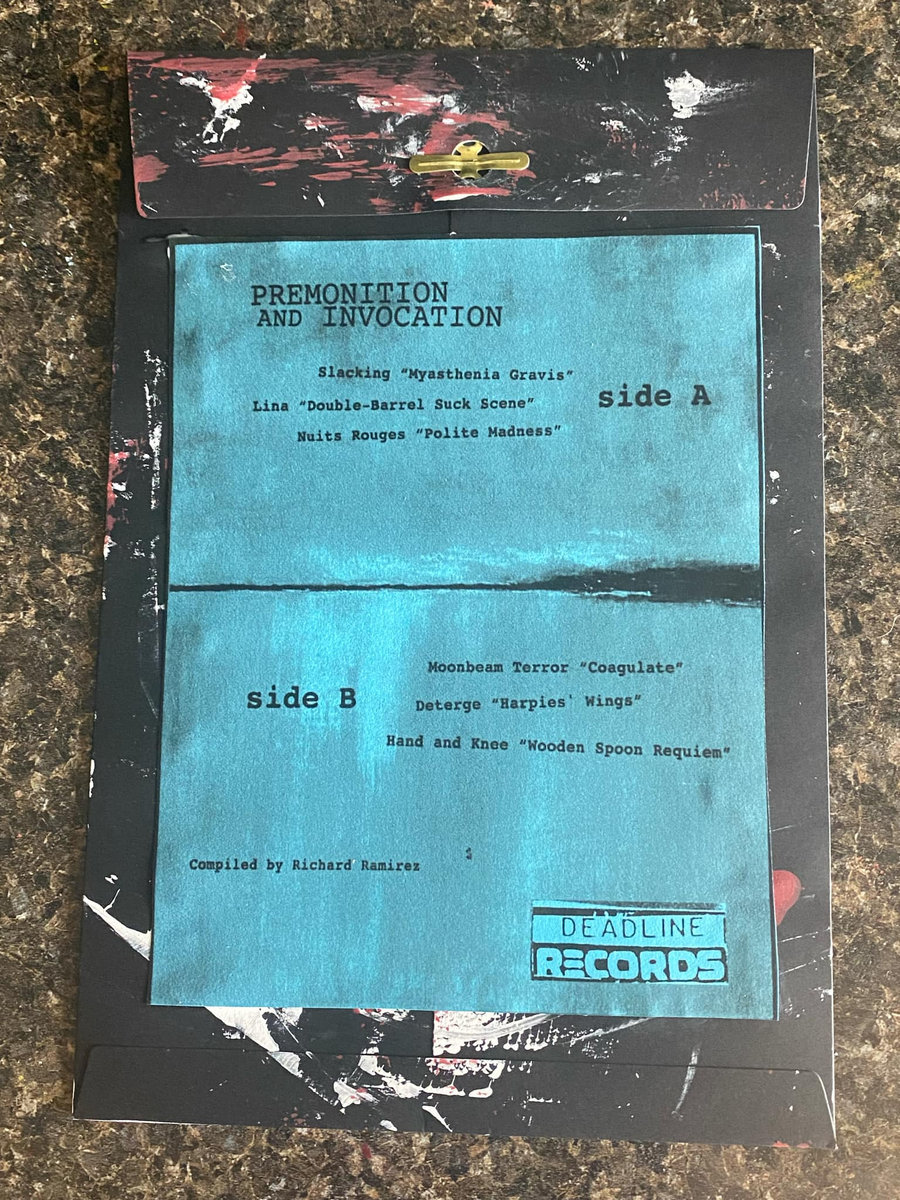 PREMONITION
AND INVOCATION
Slacking “Myasthenia Gravis”
Lina “Double-Barrel Suck Scene”
side A
Nuits Rouges “Polite Madness”
Moonbeam Terror “Coagulate”
side B
Deterge “Harpies' Wings”
Hand and Knee “Wooden Spoon Requiem”
Compiled by Richard Ramirez
DEADLINE
RECORDS